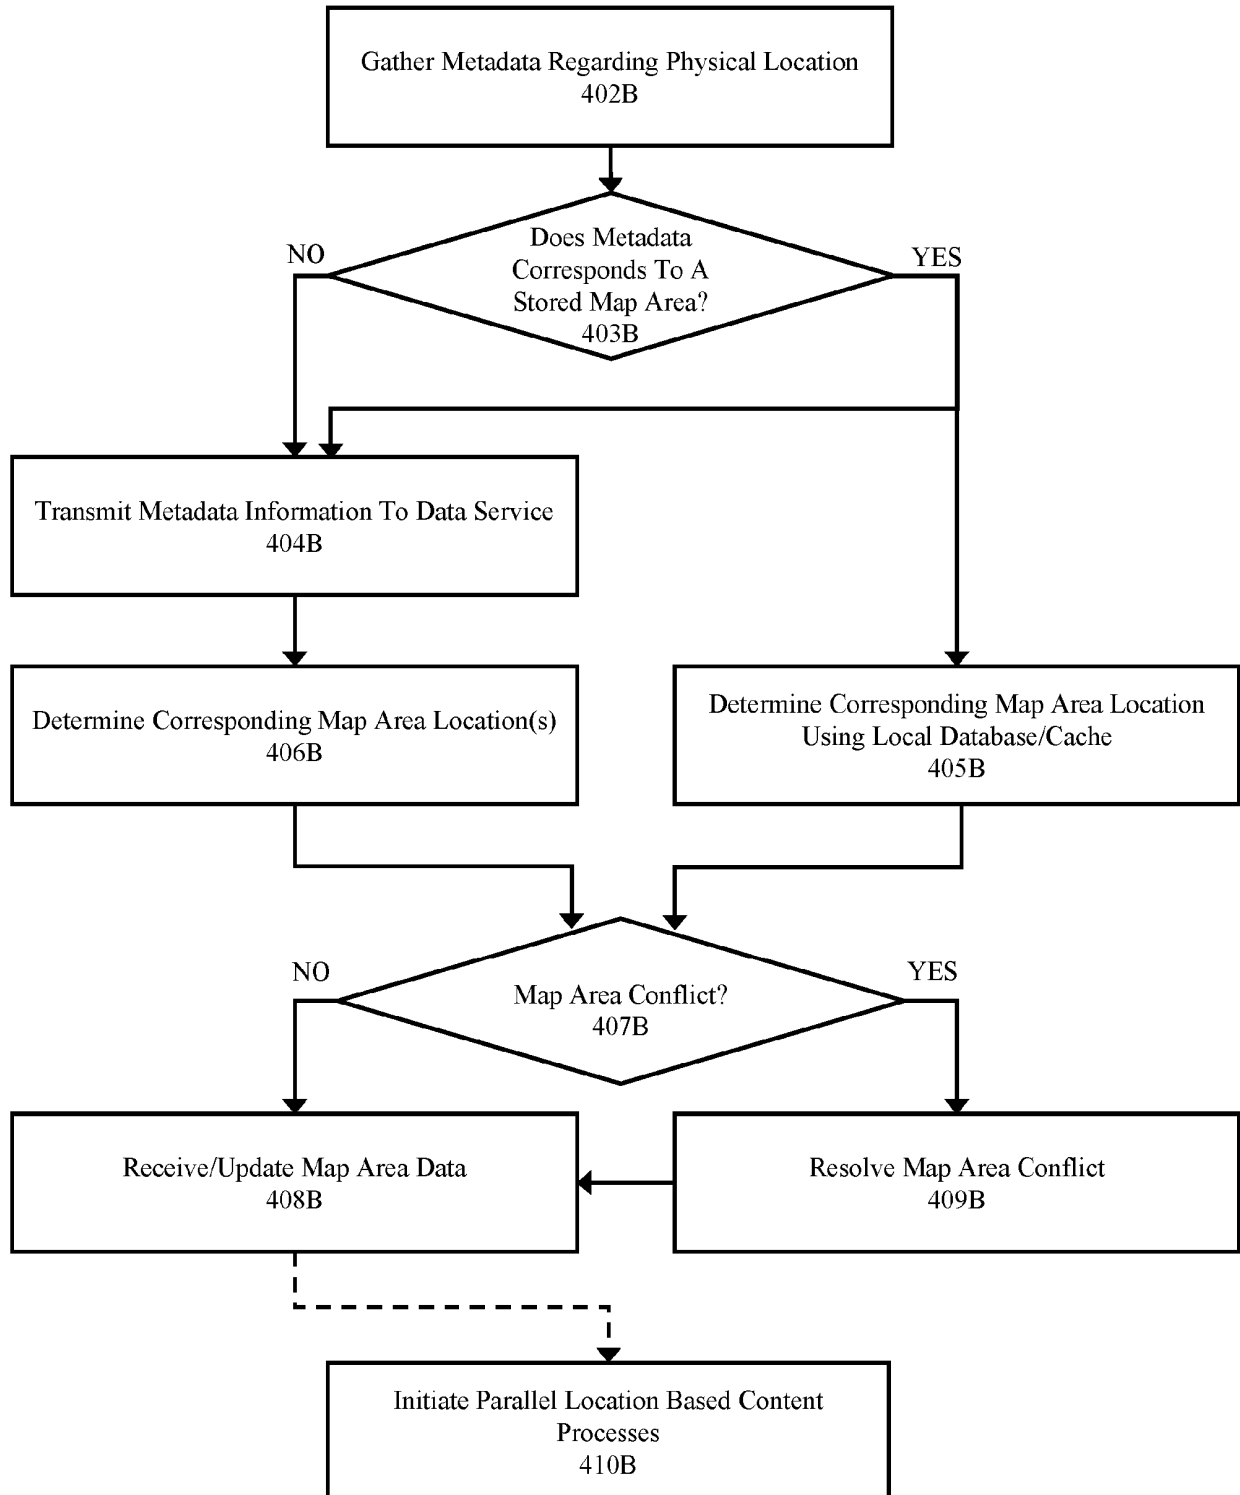 Gather Metadata Regarding Physical Location
402B
Does Metadata
Corresponds To A
Stored Map Area?
403B
NO
YES
Transmit Metadata Information To Data Service
404B
Determine Corresponding Map Area Location(s)
406B
Determine Corresponding Map Area Location
Using Local Database/Cache
405B
Map Area Conflict?
407B
NO
YES
Receive/Update Map Area Data
408B
Resolve Map Area Conflict
409B
Initiate Parallel Location Based Content
Processes
410B